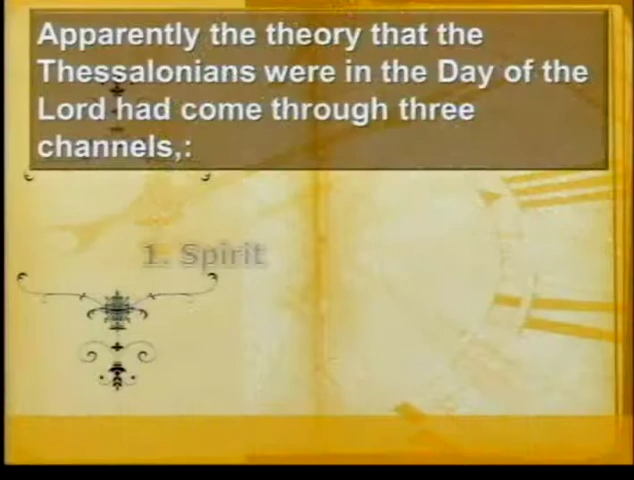 Apparently the theory that the
Thessalonians were in the Day of the
Lord had come through three
channels,:
1. Spirit